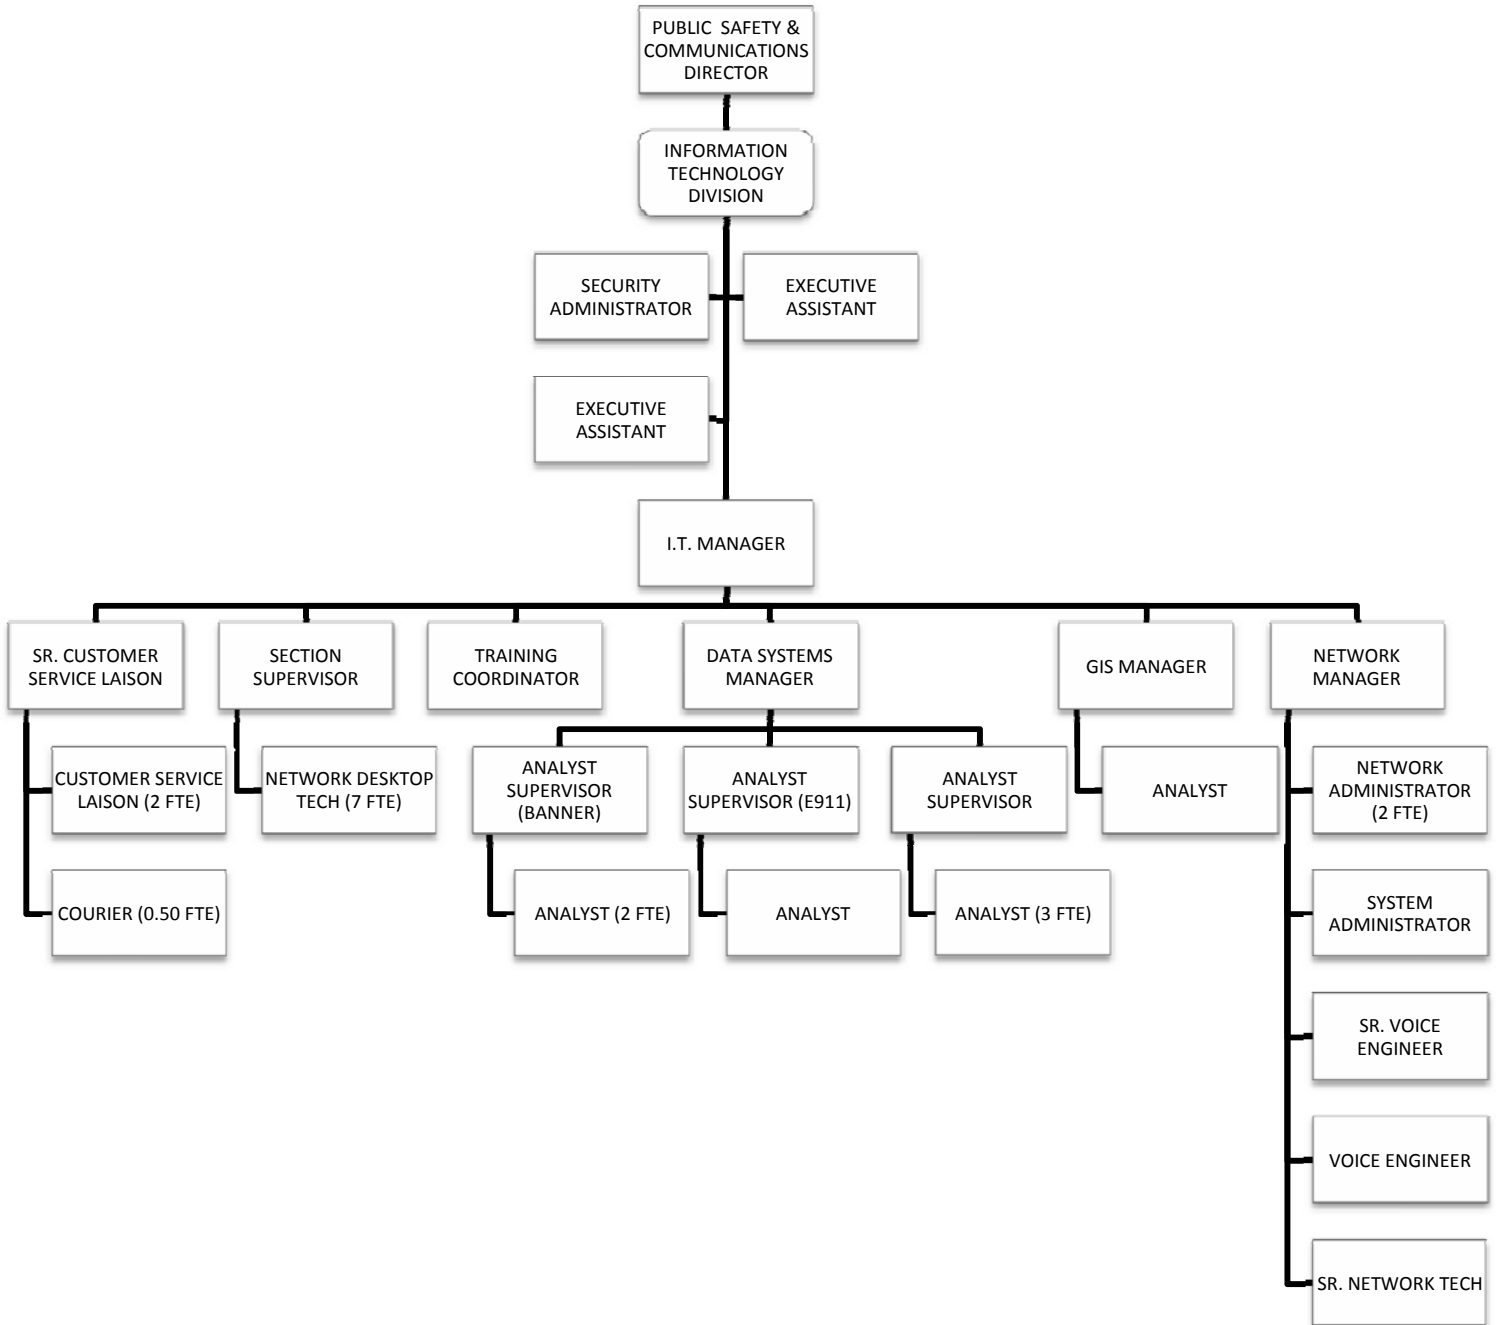 PUBLIC SAFETY &
COMMUNICATIONS
DIRECTOR
INFORMATION
TECHNOLOGY
DIVISION
SECURITY
ADMINISTRATOR
EXECUTIVE
ASSISTANT
EXECUTIVE
ASSISTANT
I.T. MANAGER
SR. CUSTOMER
SERVICE LAISON
SECTION
SUPERVISOR
TRAINING
COORDINATOR
DATA SYSTEMS
MANAGER
GIS MANAGER
NETWORK
MANAGER
CUSTOMER SERVICE
LAISON (2 FTE)
NETWORK DESKTOP
TECH (7 FTE)
ANALYST
SUPERVISOR
(BANNER)
ANALYST
SUPERVISOR (E911)
ANALYST
SUPERVISOR
ANALYST
NETWORK
ADMINISTRATOR
(2 FTE)
COURIER (0.50 FTE)
ANALYST (2 FTE)
ANALYST
ANALYST (3 FTE)
SYSTEM
ADMINISTRATOR
SR. VOICE
ENGINEER
VOICE ENGINEER
SR. NETWORK TECH